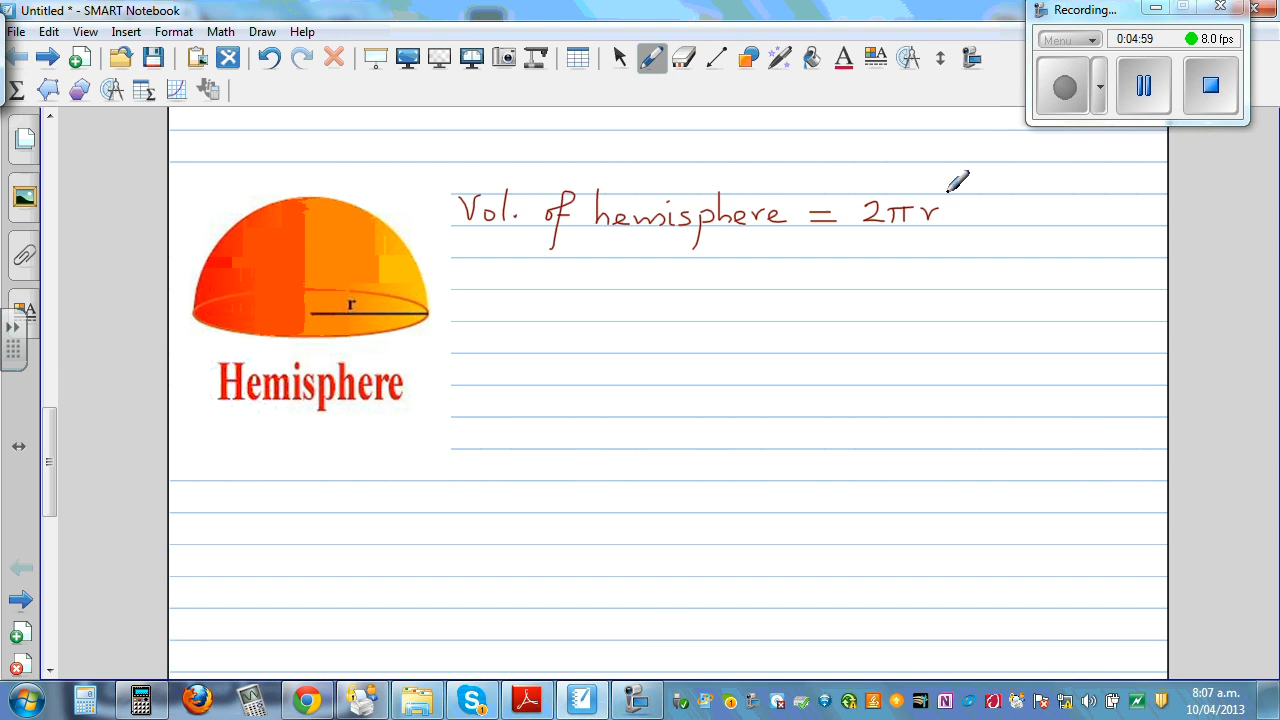 Untitled * - SMART Notebook
File Edit View Insert Format Math Draw Help
Recording...
Menu
0:04:59
8.0 fps
Vol. of hemisphere = 2πr
r
Hemisphere
8:07 a.m.
10/04/2013